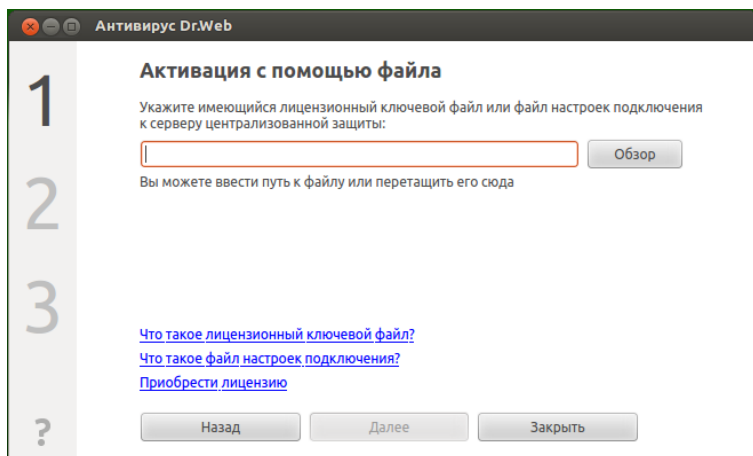 Антивирус Dr.Web
1
2
3
?
Активация с помощью файла
Укажите имеющийся лицензионный ключевой файл или файл настроек подключения
к серверу централизованной защиты:
Обзор
Вы можете ввести путь к файлу или перетащить его сюда
Что такое лицензионный ключевой файл?
Что такое файл настроек подключения?
Приобрести лицензию
Назад
Далее
Закрыть